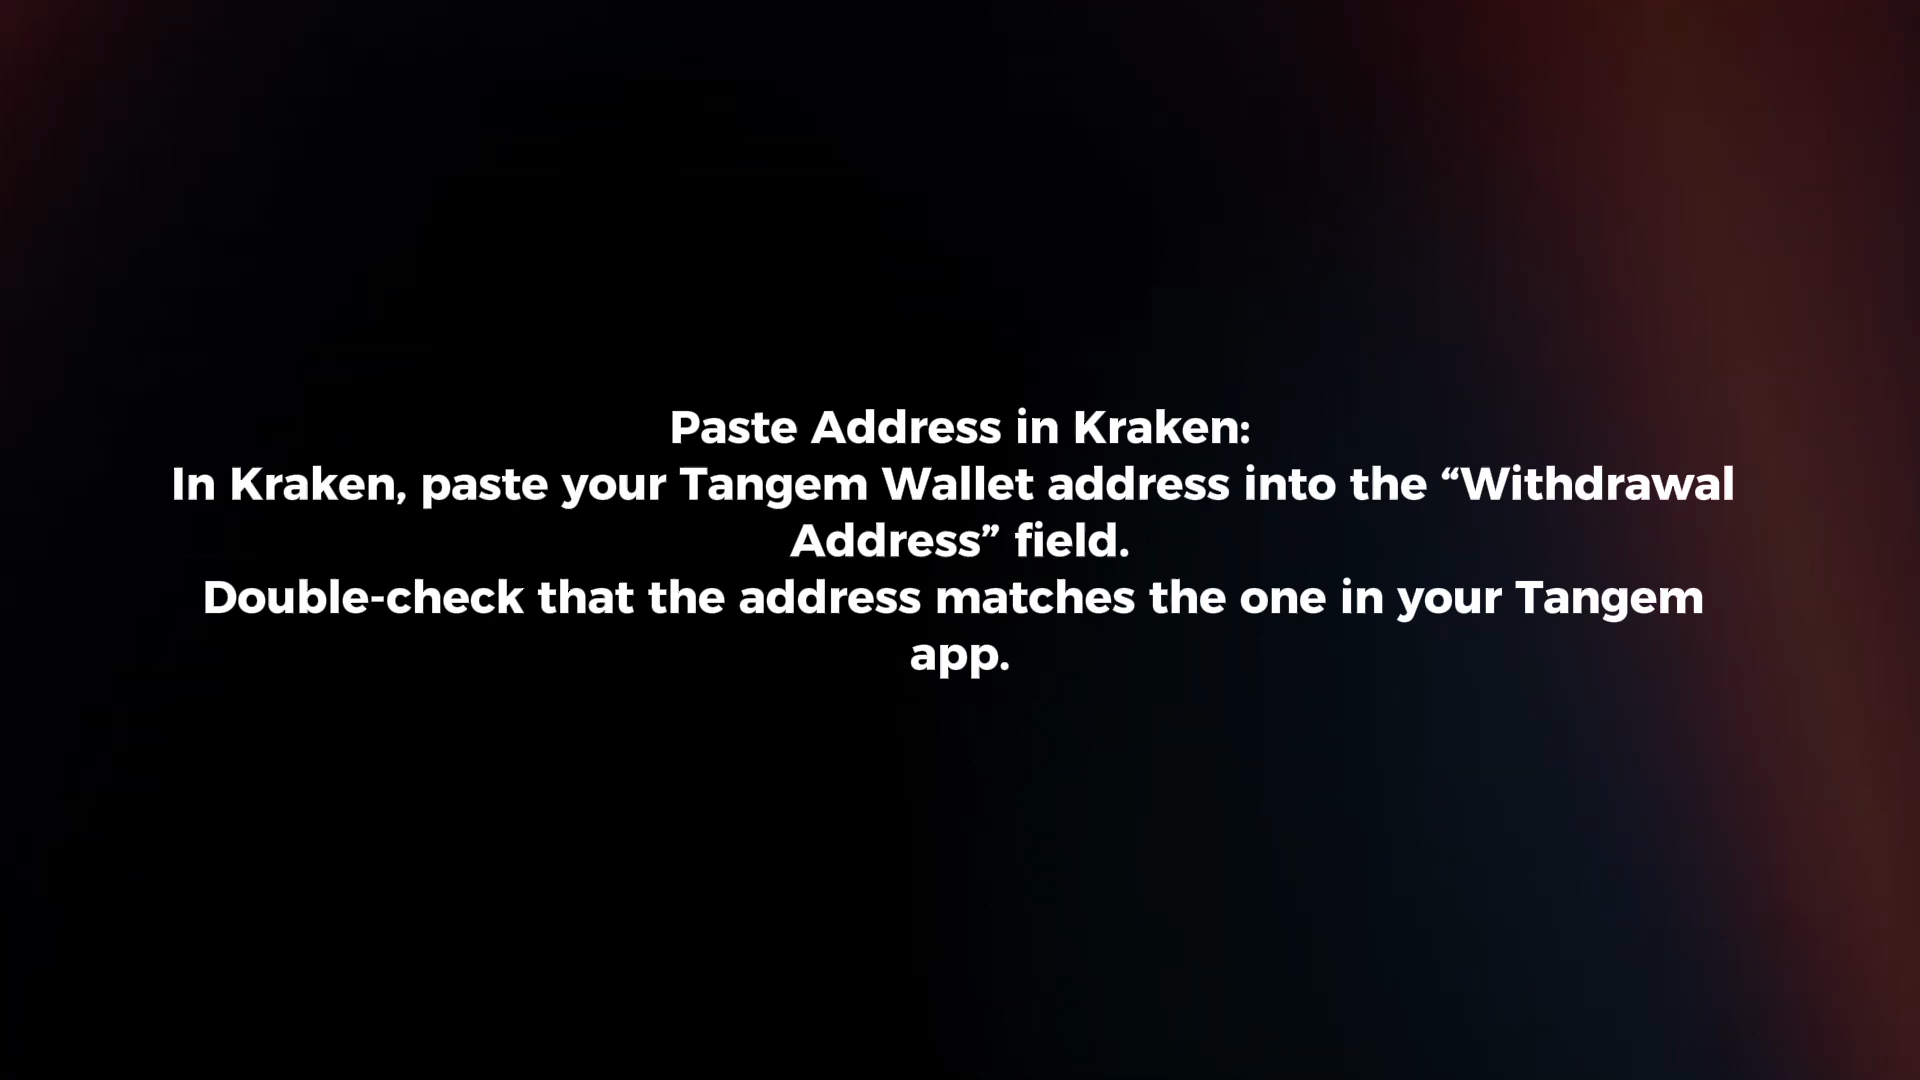 Paste Address in Kraken:
In Kraken, paste your Tangem Wallet address into the “Withdrawal
Address” field.
Double-check that the address matches the one in your Tangem
app.